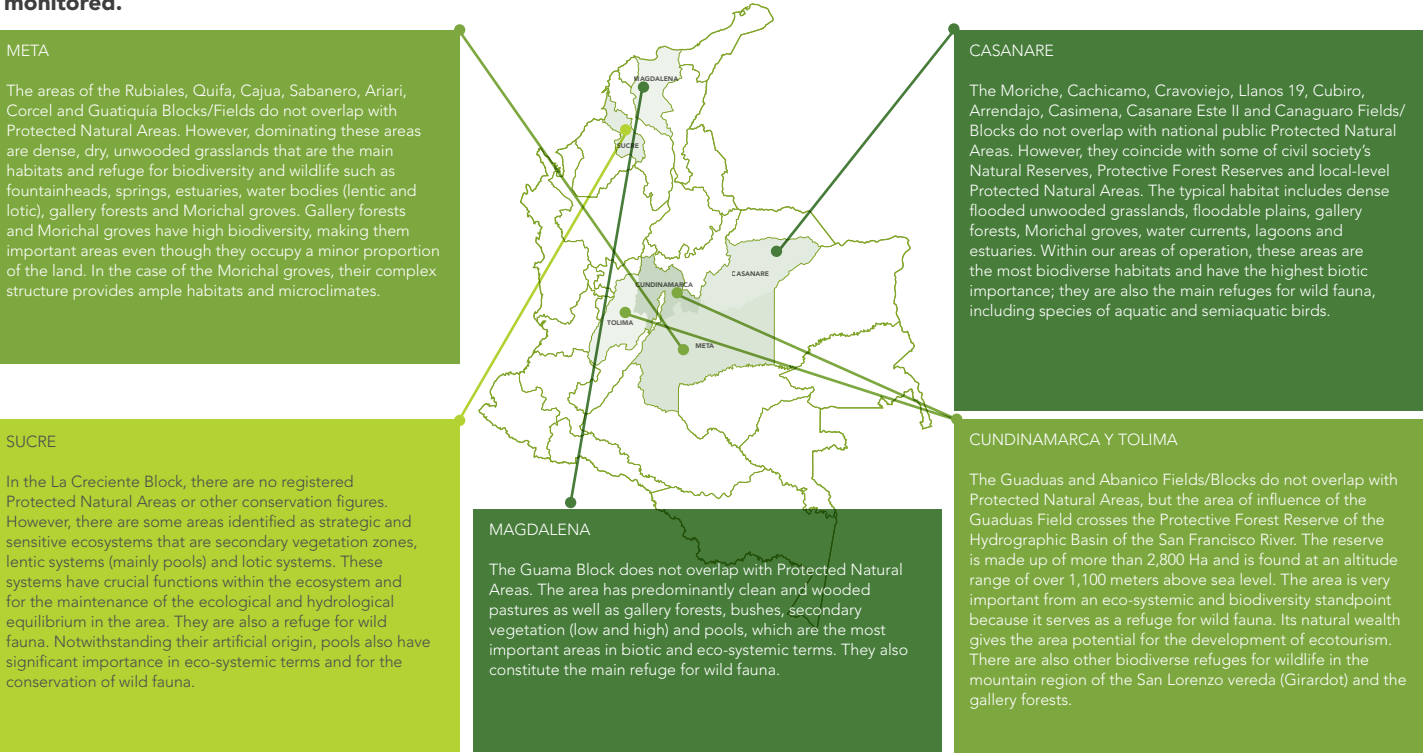 monitored.
META
The areas of the Rubiales, Quifa, Cajua, Sabanero, Ariari,
Corcel and Guatiquía Blocks/Fields do not overlap with
Protected Natural Areas. However, dominating these areas
are dense, dry, unwooded grasslands that are the main
habitats and refuge for biodiversity and wildlife such as
fountainheads, springs, estuaries, water bodies (lentic and
lotic), gallery forests and Morichal groves. Gallery forests
and Morichal groves have high biodiversity, making them
important areas even though they occupy a minor proportion
of the land. In the case of the Morichal groves, their complex
structure provides ample habitats and microclimates.
MAGDALENA
SUCRE
CASANARE
CUNDINAMARCA
TOLIMA
META
CASANARE
The Moriche, Cachicamo, Cravoviejo, Llanos 19, Cubiro,
Arrendajo, Casimena, Casanare Este II and Canaguaro Fields/
Blocks do not overlap with national public Protected Natural
Areas. However, they coincide with some of civil society's
Natural Reserves, Protective Forest Reserves and local-level
Protected Natural Areas. The typical habitat includes dense
flooded unwooded grasslands, floodable plains, gallery
forests, Morichal groves, water currents, lagoons and
estuaries. Within our areas of operation, these areas are
the most biodiverse habitats and have the highest biotic
importance; they are also the main refuges for wild fauna,
including species of aquatic and semiaquatic birds.
SUCRE
In the La Creciente Block, there are no registered
Protected Natural Areas or other conservation figures.
However, there are some areas identified as strategic and
sensitive ecosystems that are secondary vegetation zones,
lentic systems (mainly pools) and lotic systems. These
systems have crucial functions within the ecosystem and
for the maintenance of the ecological and hydrological
equilibrium in the area. They are also a refuge for wild
fauna. Notwithstanding their artificial origin, pools also have
significant importance in eco-systemic terms and for the
conservation of wild fauna.
MAGDALENA
The Guama Block does not overlap with Protected Natural
Areas. The area has predominantly clean and wooded
pastures as well as gallery forests, bushes, secondary
vegetation (low and high) and pools, which are the most
important areas in biotic and eco-systemic terms. They also
constitute the main refuge for wild fauna.
CUNDINAMARCA Y TOLIMA
The Guaduas and Abanico Fields/Blocks do not overlap with
Protected Natural Areas, but the area of influence of the
Guaduas Field crosses the Protective Forest Reserve of the
Hydrographic Basin of the San Francisco River. The reserve
is made up of more than 2,800 Ha and is found at an altitude
range of over 1,100 meters above sea level. The area is very
important from an eco-systemic and biodiversity standpoint
because it serves as a refuge for wild fauna. Its natural wealth
gives the area potential for the development of ecotourism.
There are also other biodiverse refuges for wildlife in the
mountain region of the San Lorenzo vereda (Girardot) and the
gallery forests.